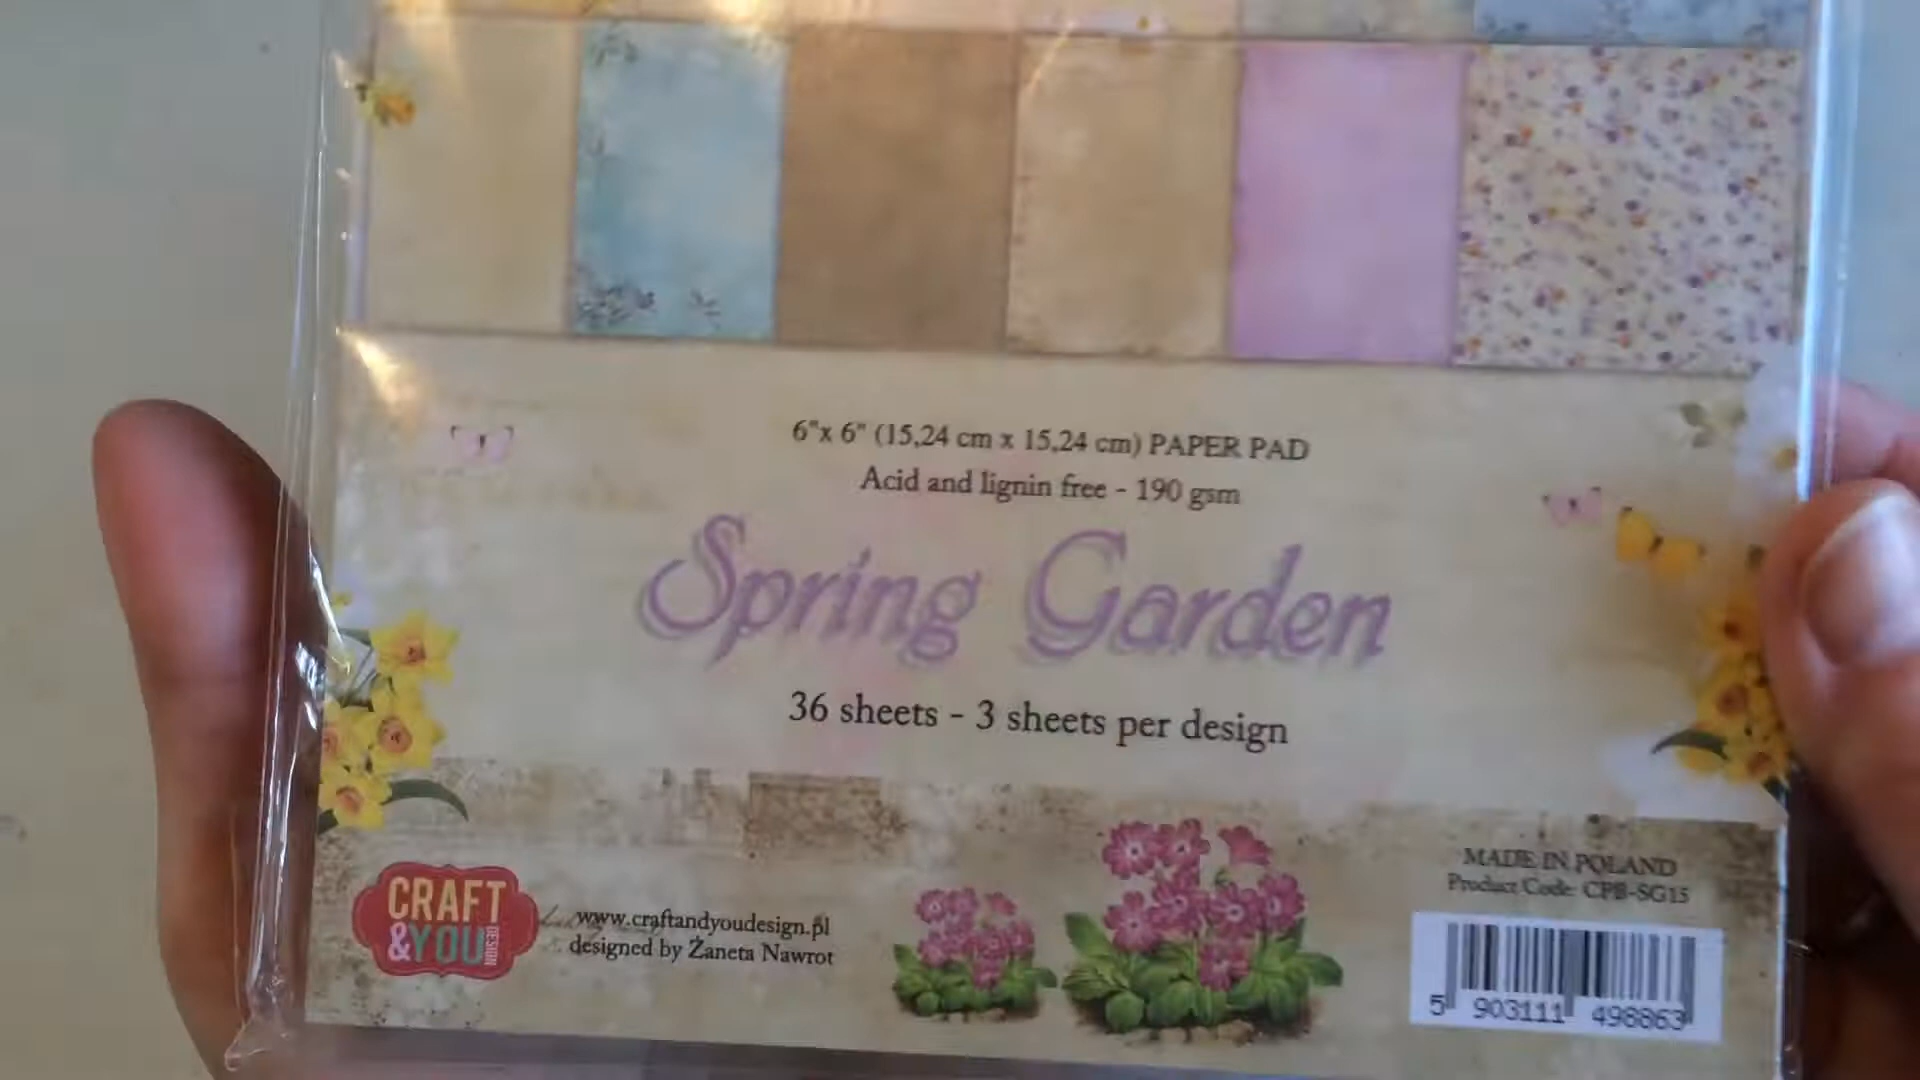 6"x 6" (15,24 cm x 15,24 cm) PAPER PAD
Acid and lignin free - 190 gsm
Spring Garden
36 sheets - 3 sheets per design
CRAFT
&YOU
DESIGN
www.craftandyoudesign.pl
designed by Żaneta Nawrot
MADE IN POLAND
Product Code: CPB-SG15
5 903111 498863